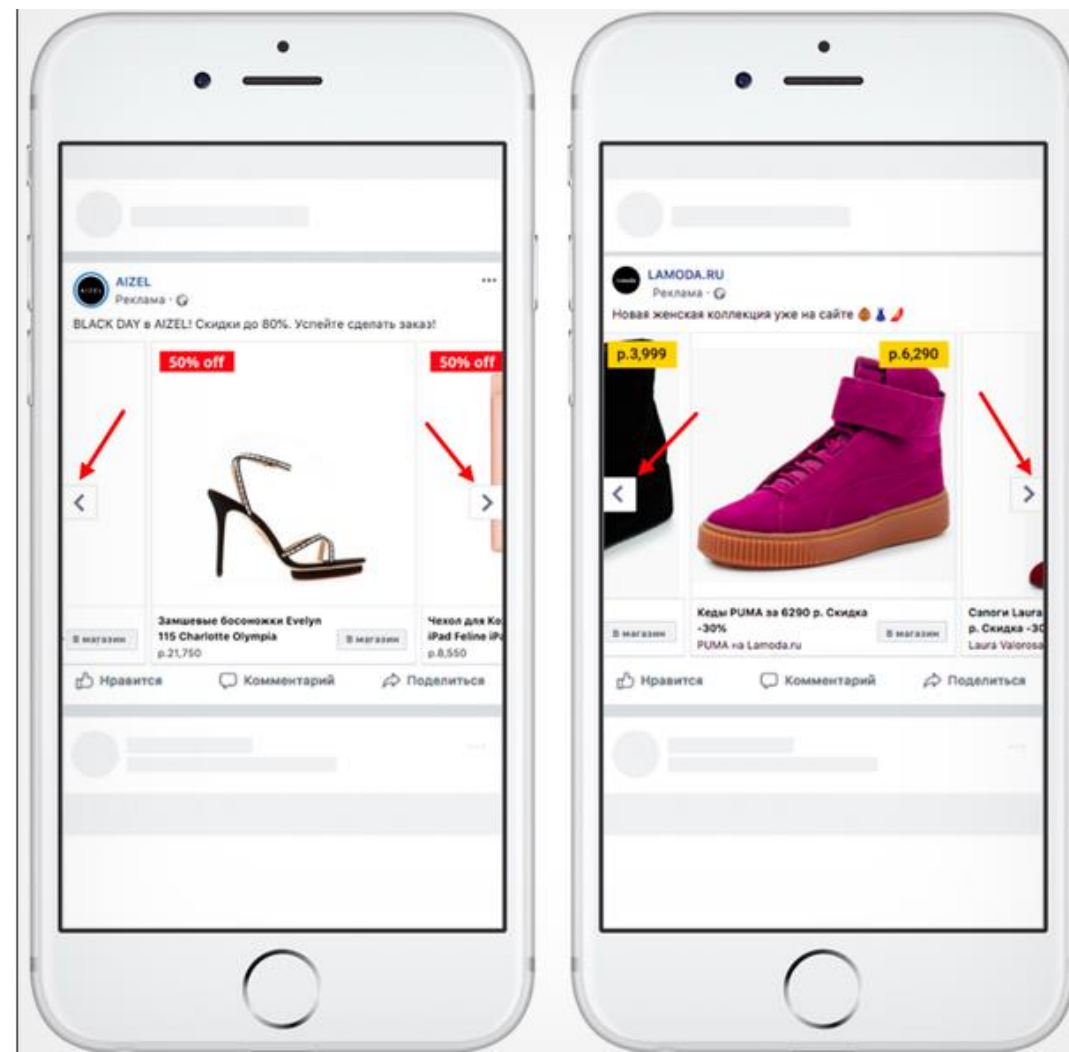 AIZEL
Реклама ·
BLACK DAY в AIZEL! Скидки до 80%. Успейте сделать заказ!
50% off
50% off
В магазин
Замшевые босоножки Evelyn
115 Charlotte Olympia
р.21,750
В магазин
Чехол для Ко
iPad Feline iPa
р.8,550
Нравится
Комментарий
Поделиться
LAMODA.RU
Реклама ·
Новая женская коллекция уже на сайте
р.3,999
р.6,290
В магазин
Кеды PUMA за 6290 р. Скидка
-30%
PUMA на Lamoda.ru
В магазин
Сапоги Laura
р. Скидка -30
Laura Valorosa
Нравится
Комментарий
Поделиться